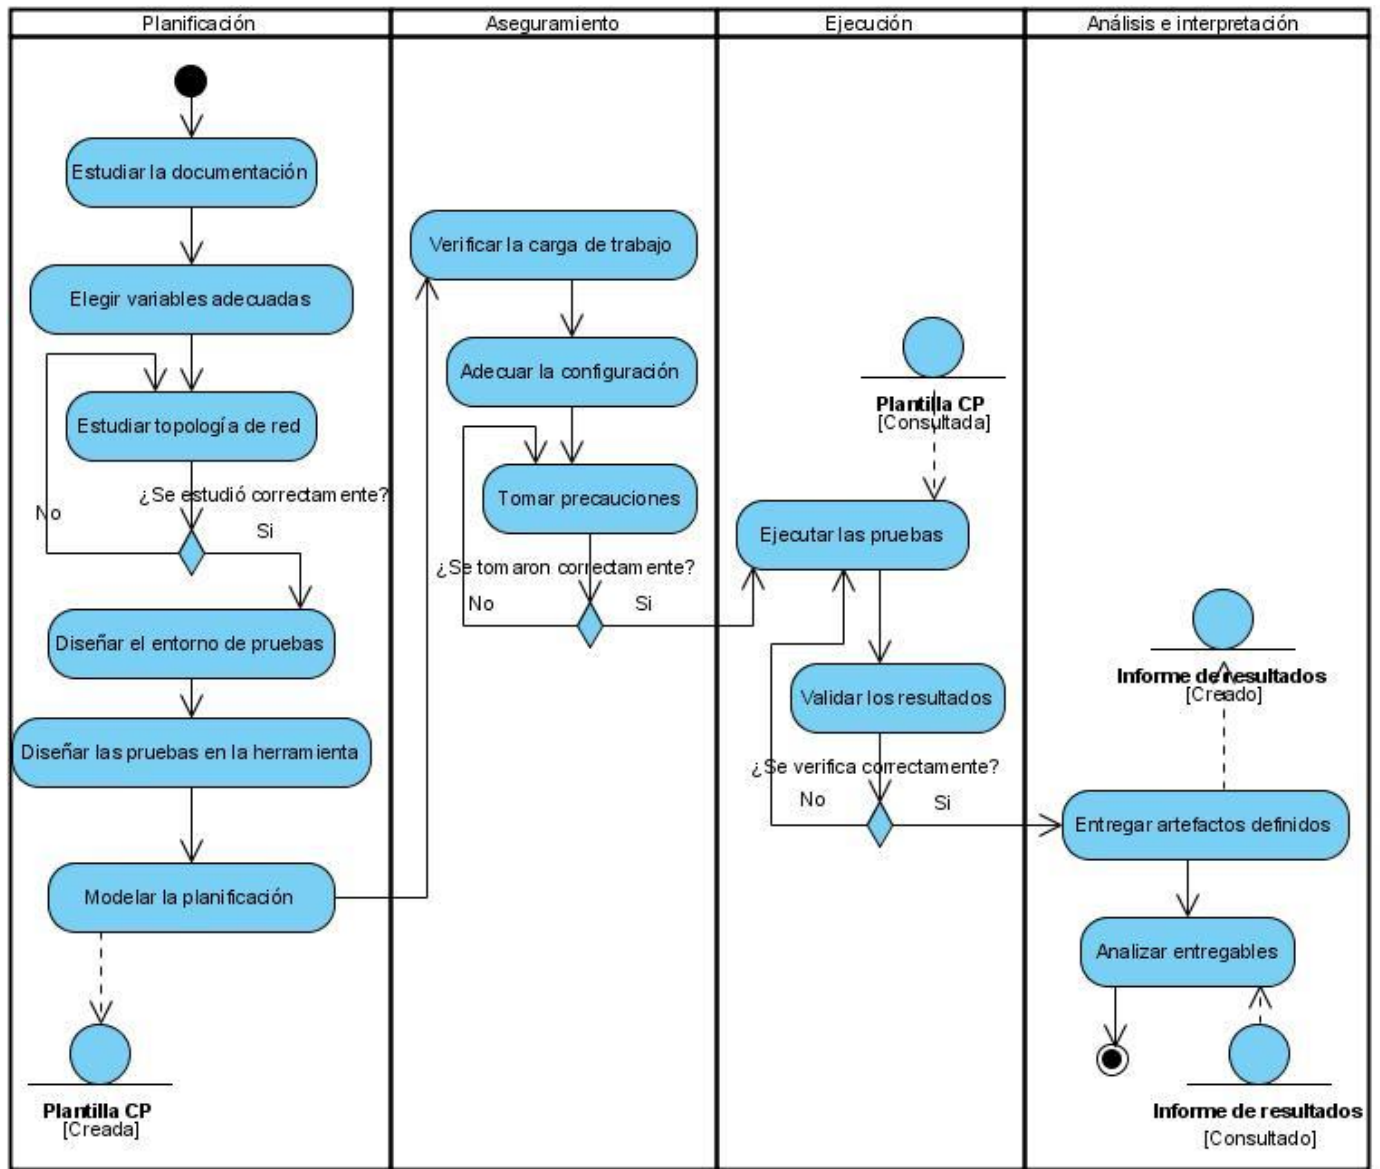 Planificación
Aseguramiento
Ejecución
Análisis e interpretación
Estudiar la documentación
Elegir variables adecuadas
Estudiar topología de red
¿Se estudió correctamente?
No
Si
Diseñar el entorno de pruebas
Diseñar las pruebas en la herramienta
Modelar la planificación
Plantilla CP
[Creada]
Verificar la carga de trabajo
Adecuar la configuración
Tomar precauciones
¿Se tomaron correctamente?
No
Si
Plantilla CP
[Consultada]
Ejecutar las pruebas
Validar los resultados
¿Se verifica correctamente?
No
Si
Informe de resultados
[Creado]
Entregar artefactos definidos
Analizar entregables
Informe de resultados
[Consultado]